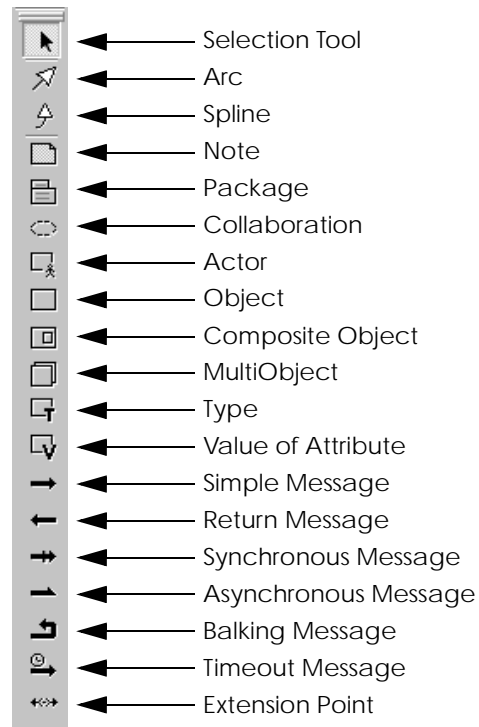 Selection Tool
Arc
Spline
Note
Package
Collaboration
Actor
Object
Composite Object
MultiObject
T Type
V Value of Attribute
Simple Message
Return Message
Synchronous Message
Asynchronous Message
Balking Message
Timeout Message
Extension Point